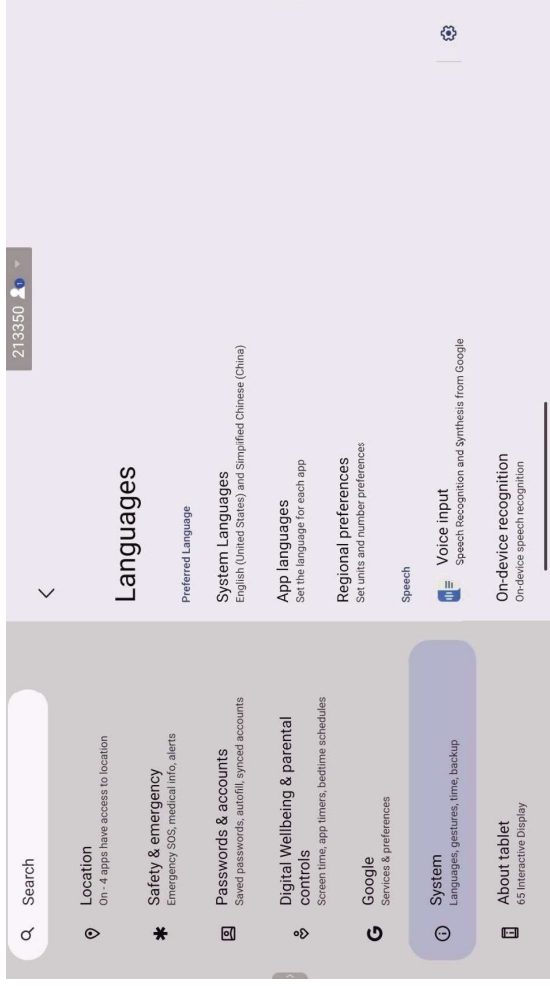 213350
1
Search
Location
On - 4 apps have access to location
Safety & emergency
Emergency SOS, medical info, alerts
Passwords & accounts
Saved passwords, autofill, synced accounts
Digital Wellbeing & parental
controls
Screen time, app timers, bedtime schedules
Google
Services & preferences
System
Languages, gestures, time, backup
About tablet
65 Interactive Display
Languages
Preferred Language
System Languages
English (United States) and Simpified Chinese (China)
App languages
Set the language for each app
Regional preferences
Set units and number preferences
Speech
Voice input
Speech Recognition and Synthesis from Google
On-device recognition
On-device speech recognition